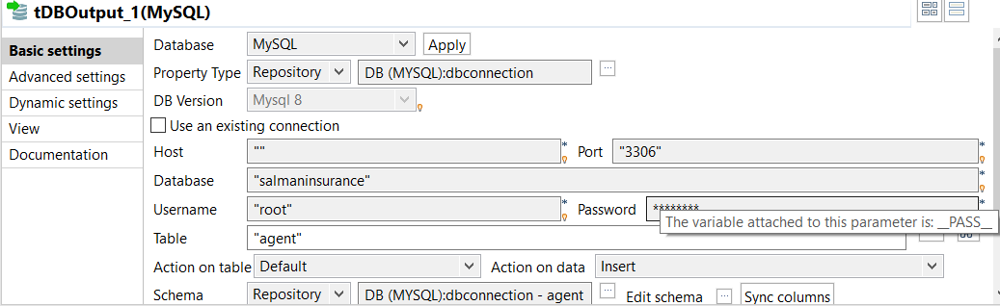 tDBOutput_1(MySQL)
Basic settings
Advanced settings
Dynamic settings
View
Documentation
Database MySQL Apply
Property Type Repository DB (MYSQL):dbconnection ...
DB Version Mysql 8
Use an existing connection
Host "" * Port "3306" *
Database "salmaninsurance" *
Username "root" * Password ******** *
The variable attached to this parameter is: __PASS__
Table "agent"
Action on table Default Action on data Insert
Schema Repository DB (MYSQL):dbconnection - agent ... Edit schema ... Sync columns